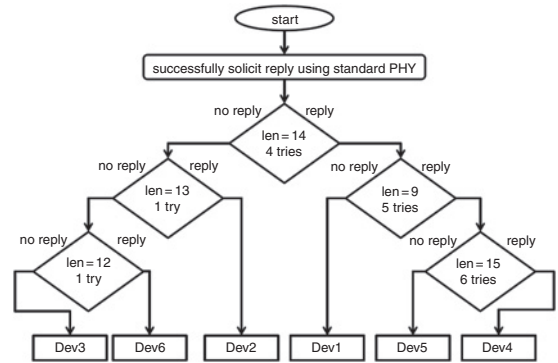 start
successfully solicit reply using standard PHY
no reply
reply
len = 14
4 tries
no reply
reply
len = 13
1 try
no reply
reply
len = 9
5 tries
no reply
reply
len = 12
1 try
no reply
reply
len = 15
6 tries
Dev3
Dev6
Dev2
Dev1
Dev5
Dev4